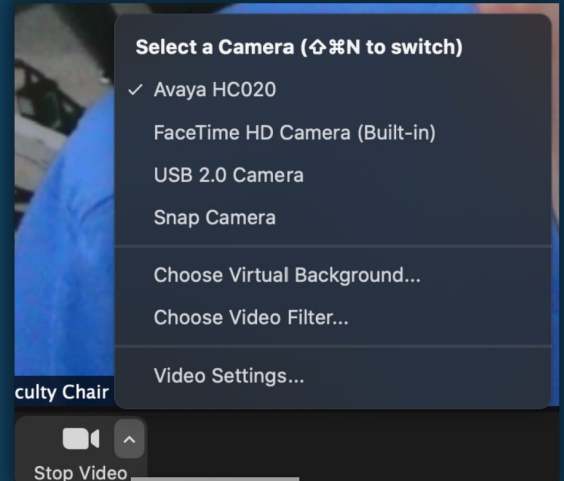 Select a Camera (⇧⌘N to switch)
✓ Avaya HC020
FaceTime HD Camera (Built-in)
USB 2.0 Camera
Snap Camera
Choose Virtual Background...
Choose Video Filter...
Video Settings...
culty Chair
Stop Video